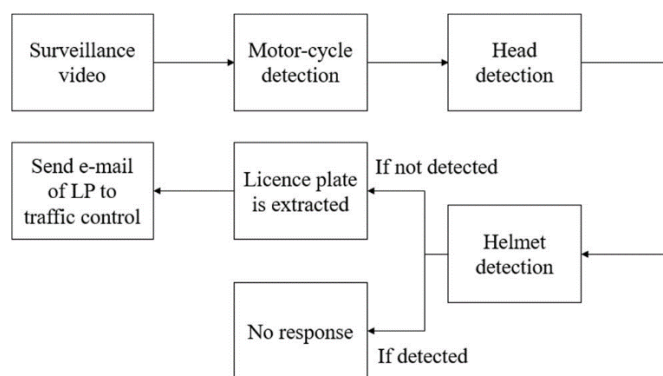 Surveillance
video
Motor-cycle
detection
Head
detection
Send e-mail
of LP to
traffic control
Licence plate
is extracted
If not detected
Helmet
detection
No response
If detected